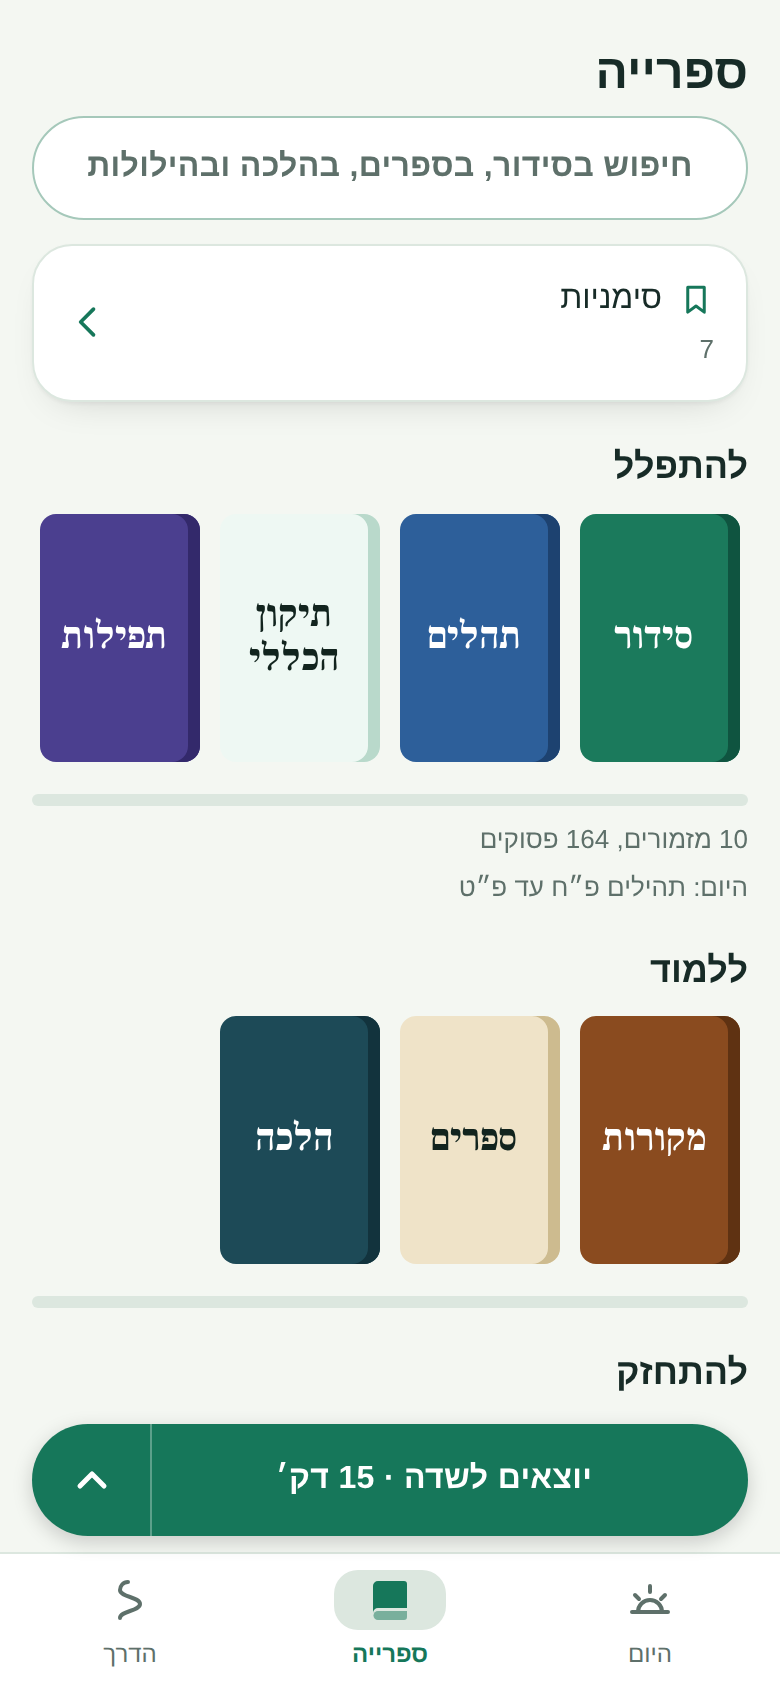 ספרייה
חיפוש בסידור, בספרים, בהלכה ובהילולות
סימניות
7
להתפלל
סידור
תהלים
תיקון
הכללי
תפילות
10 מזמורים, 164 פסוקים
היום: תהילים פ״ח עד פ״ט
ללמוד
מקורות
ספרים
הלכה
להתחזק
יוצאים לשדה · 15 דק׳
היום
ספרייה
הדרך